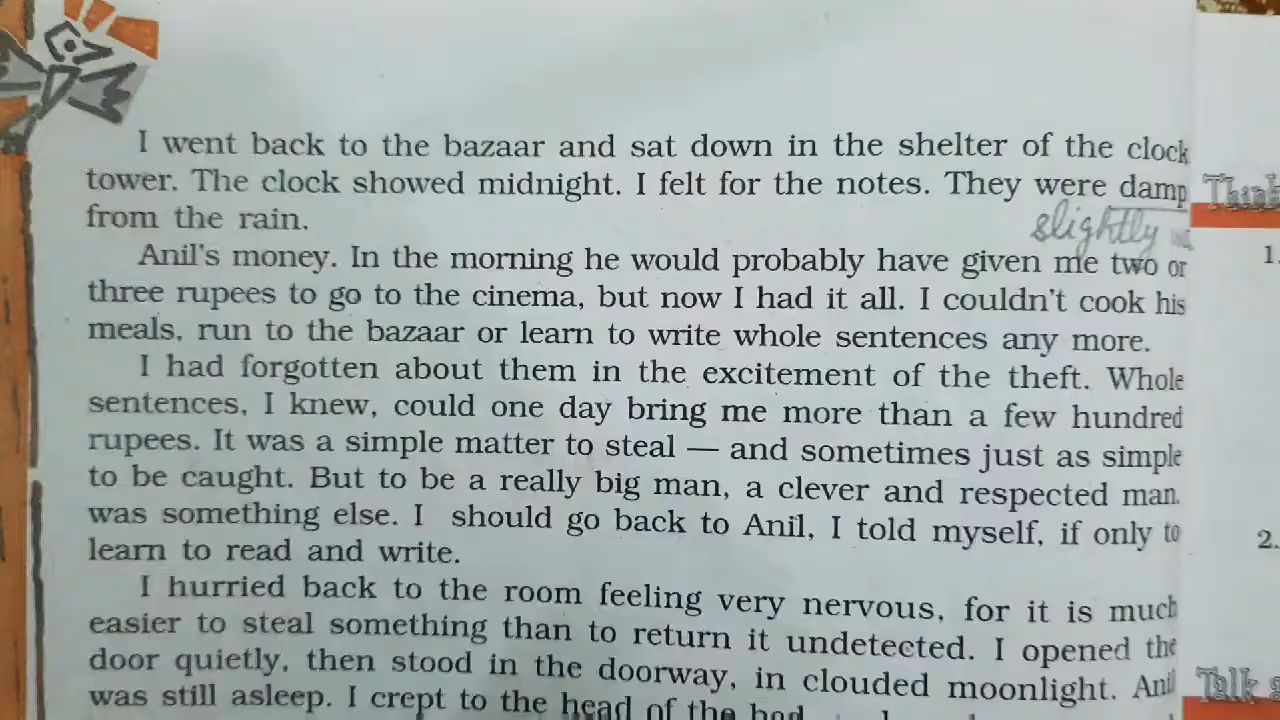 I went back to the bazaar and sat down in the shelter of the clock
tower. The clock showed midnight. I felt for the notes. They were damp
from the rain.
slightly
Anil's money. In the morning he would probably have given me two or
three rupees to go to the cinema, but now I had it all. I couldn't cook his
meals, run to the bazaar or learn to write whole sentences any more.
I had forgotten about them in the excitement of the theft. Whole
sentences, I knew, could one day bring me more than a few hundred
rupees. It was a simple matter to steal — and sometimes just as simple
to be caught. But to be a really big man, a clever and respected man,
was something else. I should go back to Anil, I told myself, if only to
learn to read and write.
I hurried back to the room feeling very nervous, for it is much
easier to steal something than to return it undetected. I opened the
door quietly, then stood in the doorway, in clouded moonlight. Anil
was still asleep. I crept to the head of the bed
Think
1.
2.
Talk a